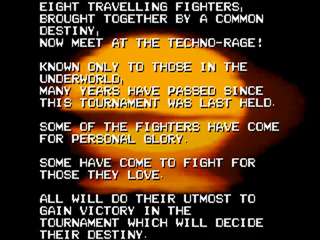 EIGHT TRAVELLING FIGHTERS,
BROUGHT TOGETHER BY A COMMON
DESTINY,
NOW MEET AT THE TECHNO-RAGE!
KNOWN ONLY TO THOSE IN THE
UNDERWORLD,
MANY YEARS HAVE PASSED SINCE
THIS TOURNAMENT WAS LAST HELD.
SOME OF THE FIGHTERS HAVE COME
FOR PERSONAL GLORY.
SOME HAVE COME TO FIGHT FOR
THOSE THEY LOVE.
ALL WILL DO THEIR UTMOST TO
GAIN VICTORY IN THE
TOURNAMENT WHICH WILL DECIDE
THEIR DESTINY.